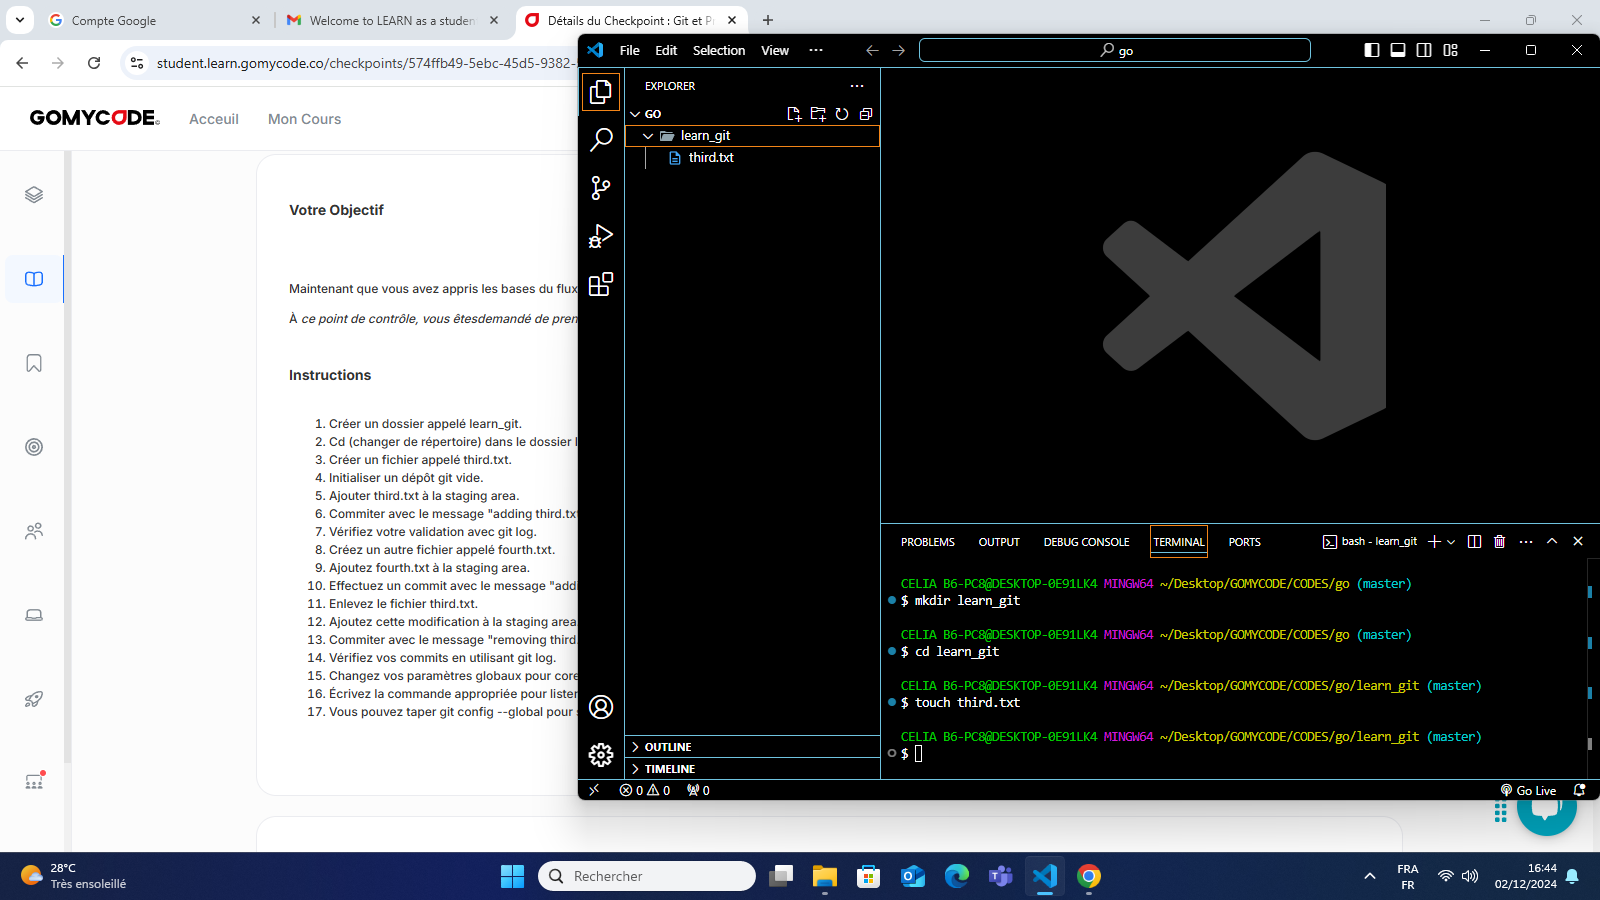 Compte Google
Welcome to LEARN as a studen
Détails du Checkpoint : Git et P
student.learn.gomycode.co/checkpoints/574ffb49-5ebc-45d5-9382-
GOMYCODE
Acceuil
Mon Cours
Votre Objectif
Maintenant que vous avez appris les bases du flux
À ce point de contrôle, vous êtesdemandé de pren
Instructions
1. Créer un dossier appelé learn_git.
2. Cd (changer de répertoire) dans le dossier l
3. Créer un fichier appelé third.txt.
4. Initialiser un dépôt git vide.
5. Ajouter third.txt à la staging area.
6. Commiter avec le message "adding third.txt
7. Vérifiez votre validation avec git log.
8. Créez un autre fichier appelé fourth.txt.
9. Ajoutez fourth.txt à la staging area.
10. Effectuez un commit avec le message "addi
11. Enlevez le fichier third.txt.
12. Ajoutez cette modification à la staging area
13. Commiter avec le message "removing third.
14. Vérifiez vos commits en utilisant git log.
15. Changez vos paramètres globaux pour core
16. Écrivez la commande appropriée pour lister
17. Vous pouvez taper git config --global pour s
File Edit Selection View ···
go
EXPLORER
GO
learn_git
third.txt
OUTLINE
TIMELINE
PROBLEMS OUTPUT DEBUG CONSOLE TERMINAL PORTS
bash - learn_git
CELIA B6-PC8@DESKTOP-0E91LK4 MINGW64 ~/Desktop/GOMYCODE/CODES/go (master)
$ mkdir learn_git
CELIA B6-PC8@DESKTOP-0E91LK4 MINGW64 ~/Desktop/GOMYCODE/CODES/go (master)
$ cd learn_git
CELIA B6-PC8@DESKTOP-0E91LK4 MINGW64 ~/Desktop/GOMYCODE/CODES/go/learn_git (master)
$ touch third.txt
CELIA B6-PC8@DESKTOP-0E91LK4 MINGW64 ~/Desktop/GOMYCODE/CODES/go/learn_git (master)
$
0 0 0
Go Live
28°C
Très ensoleillé
Rechercher
FRA
FR
16:44
02/12/2024